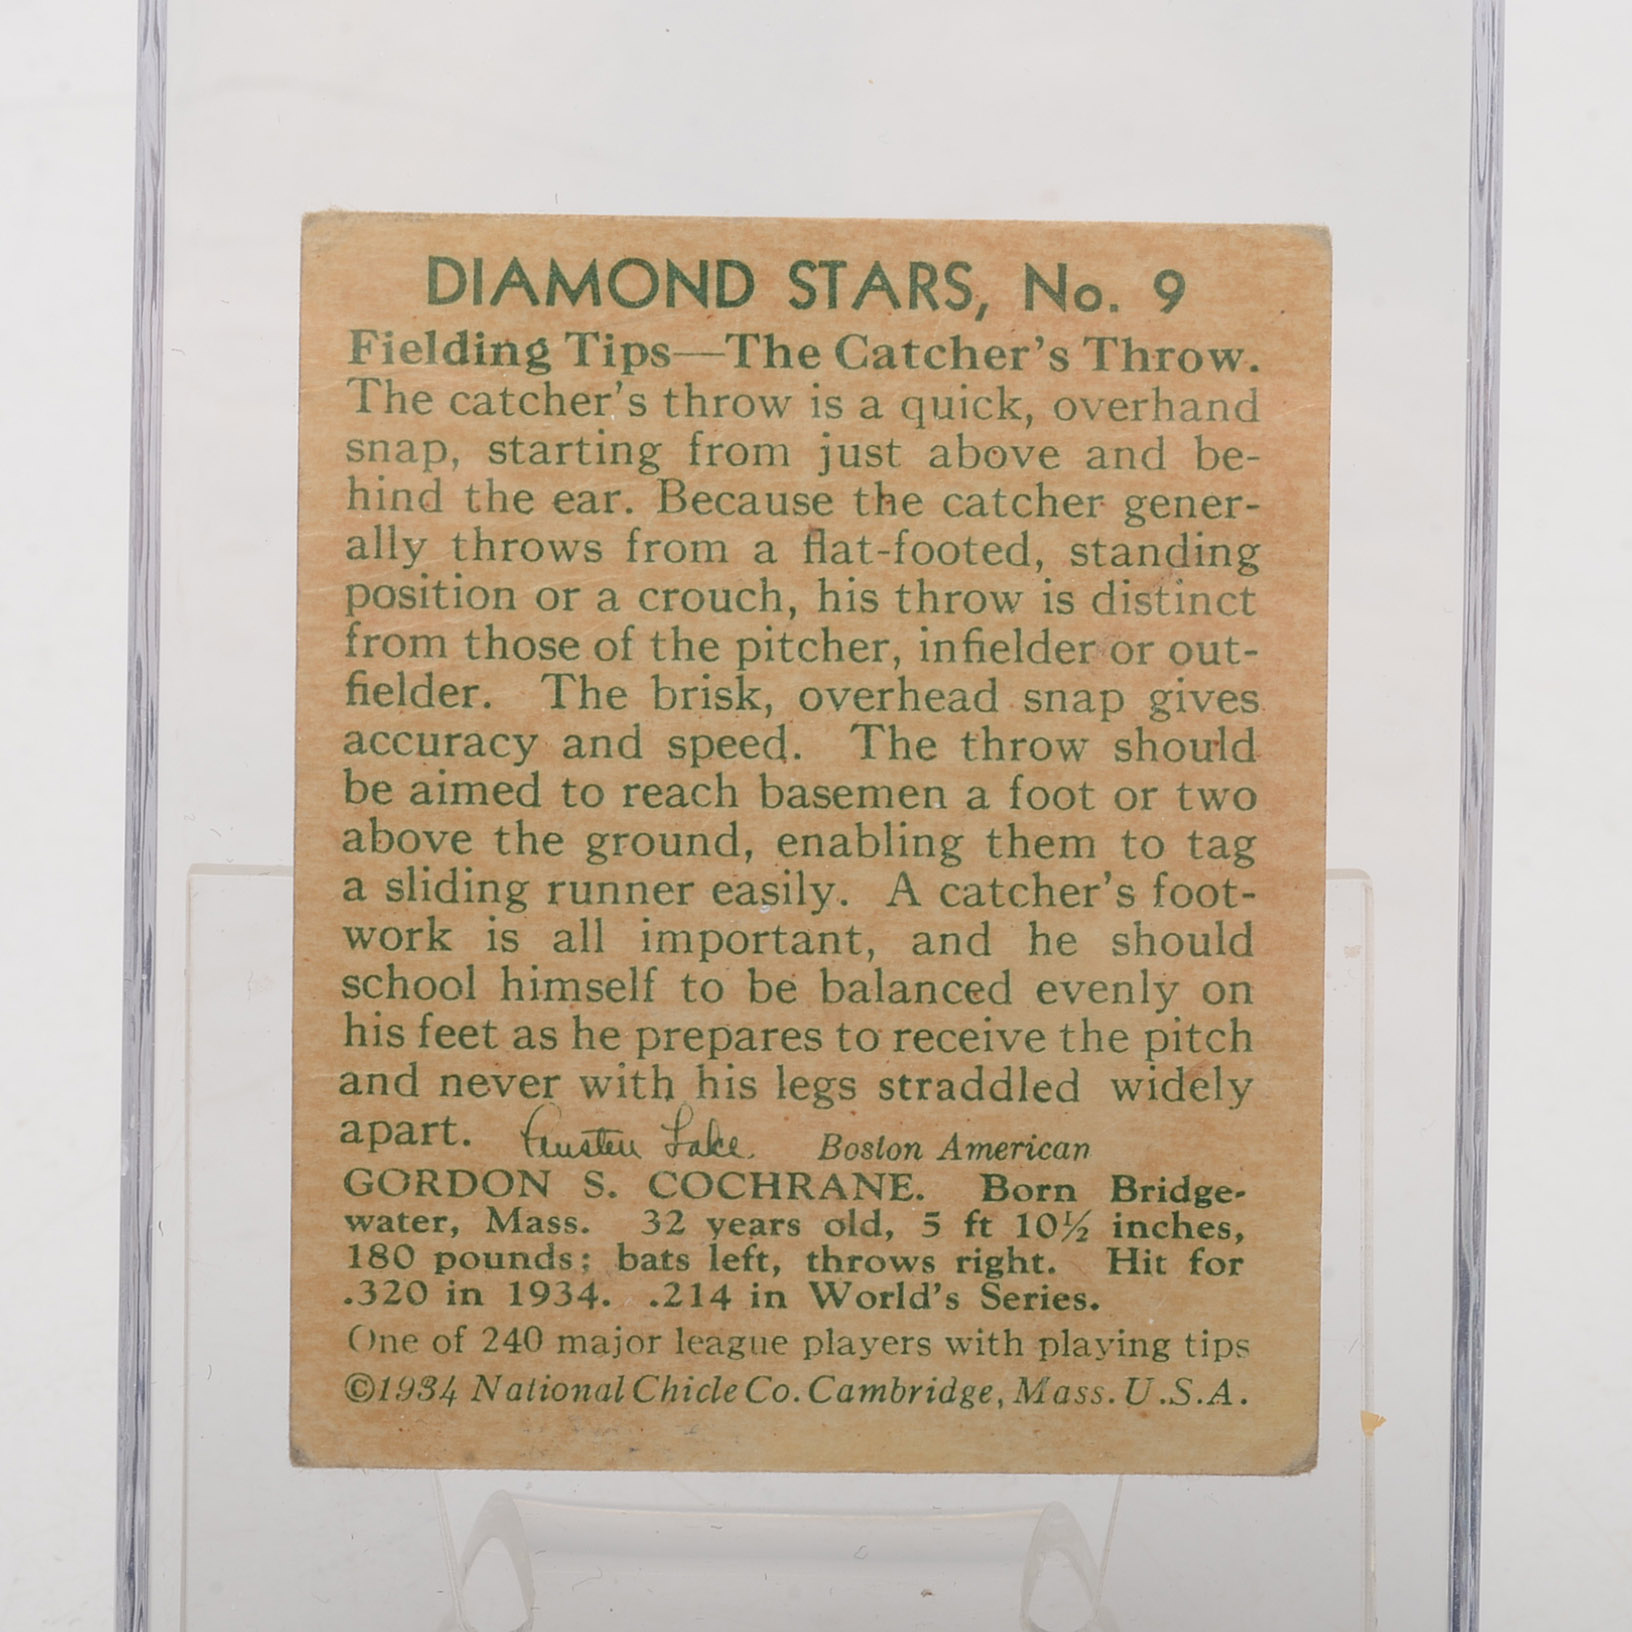 DIAMOND STARS, No. 9
Fielding Tips—The Catcher's Throw.
The catcher's throw is a quick, overhand
snap, starting from just above and be-
hind the ear. Because the catcher gener-
ally throws from a flat-footed, standing
position or a crouch, his throw is distinct
from those of the pitcher, infielder or out-
fielder. The brisk, overhead snap gives
accuracy and speed. The throw should
be aimed to reach basemen a foot or two
above the ground, enabling them to tag
a sliding runner easily. A catcher's foot-
work is all important, and he should
school himself to be balanced evenly on
his feet as he prepares to receive the pitch
and never with his legs straddled widely
apart. Austen Lake. Boston American
GORDON S. COCHRANE. Born Bridge-
water, Mass. 32 years old, 5 ft 10½ inches,
180 pounds; bats left, throws right. Hit for
.320 in 1934. .214 in World's Series.
One of 240 major league players with playing tips
©1934 National Chicle Co. Cambridge, Mass. U.S.A.